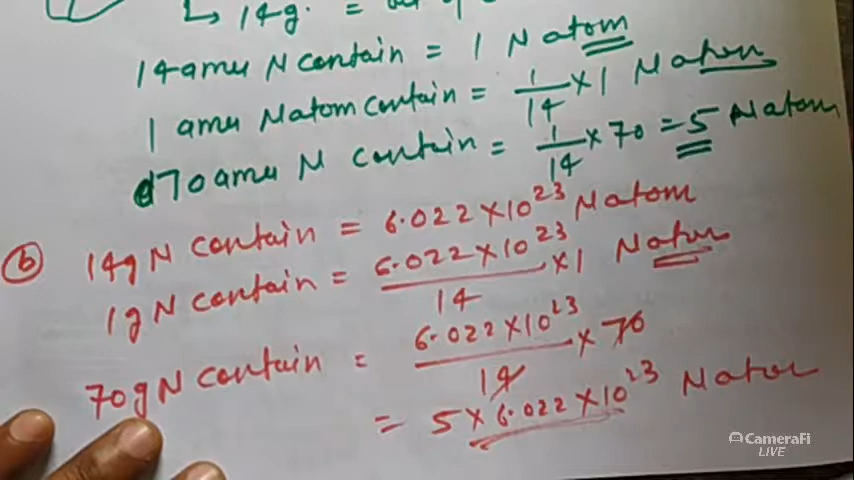 ↳ 14g. =
14 amu N contain = 1 N atom
1 amu N atom contain = 1/14 × 1 N atom
70 amu N contain = 1/14 × 70 = 5 N atom
(b) 14g N contain = 6.022 × 10²³ N atom
1g N contain = 6.022 × 10²³/14 × 1 N atom
70g N contain = 6.022 × 10²³/14 × 70
= 5 × 6.022 × 10²³ N atom
CameraFi
LIVE